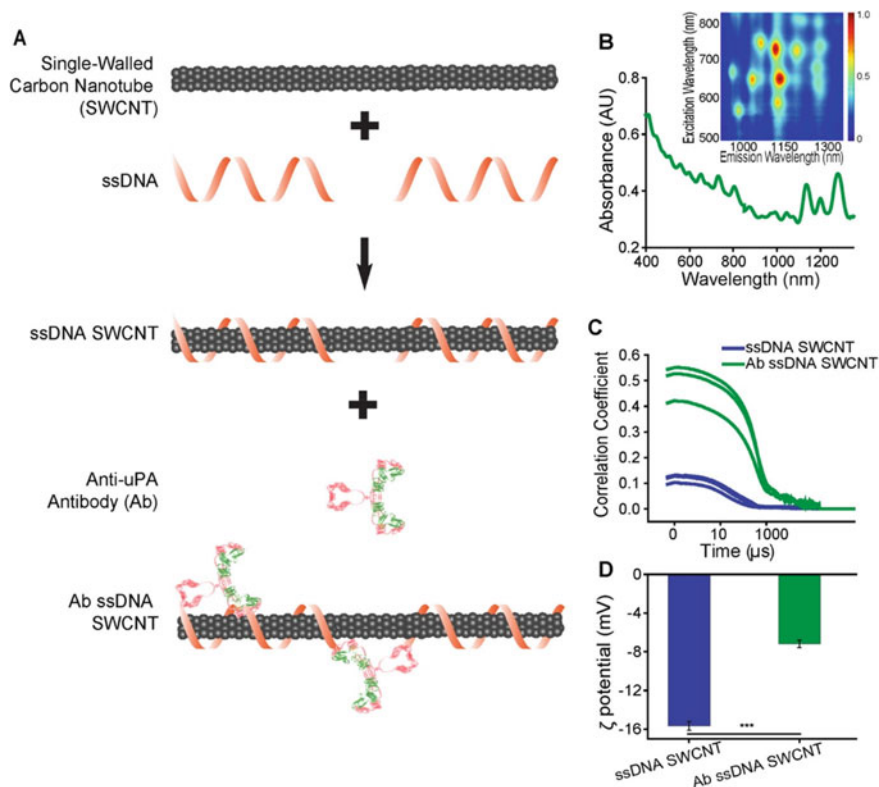 A
Single-Walled
Carbon Nanotube
(SWCNT)
ssDNA
ssDNA SWCNT
Anti-uPA
Antibody (Ab)
Ab ssDNA
SWCNT
B
Excitation Wavelength (nm)
800
700
600
500
1000 1150 1300
Emission Wavelength (nm)
1.0
0.5
0
Absorbance (AU)
0.8
0.6
0.4
0.2
400 600 800 1000 1200
Wavelength (nm)
C
ssDNA SWCNT
Ab ssDNA SWCNT
Correlation Coefficient
0.6
0.5
0.4
0.3
0.2
0.1
0.0
0 10 1000
Time (µs)
D
ζ potential (mV)
0
-4
-8
-12
-16
***
ssDNA SWCNT
Ab ssDNA SWCNT